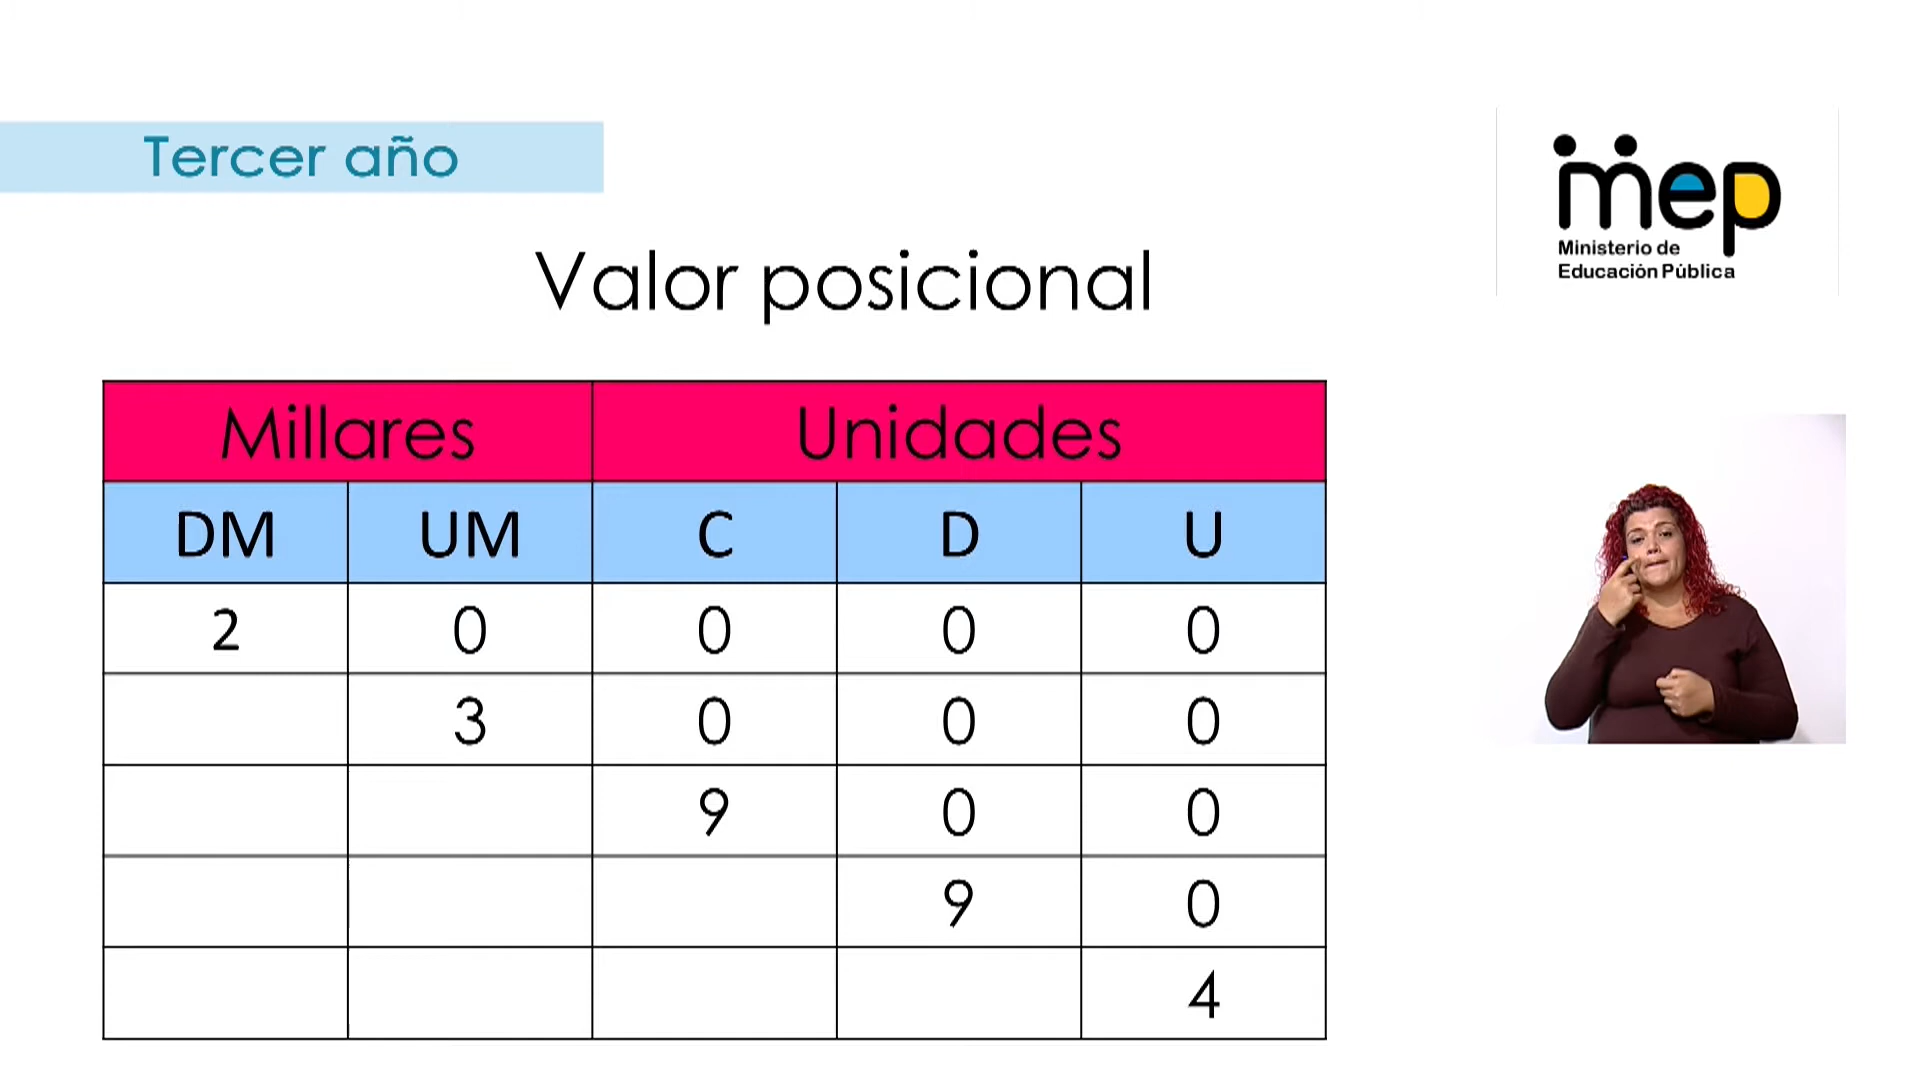 Tercer año
mep
Ministerio de
Educación Pública
Valor posicional
Millares Unidades
DM UM C D U
2 0 0 0 0
3 0 0 0
9 0 0
9 0
4